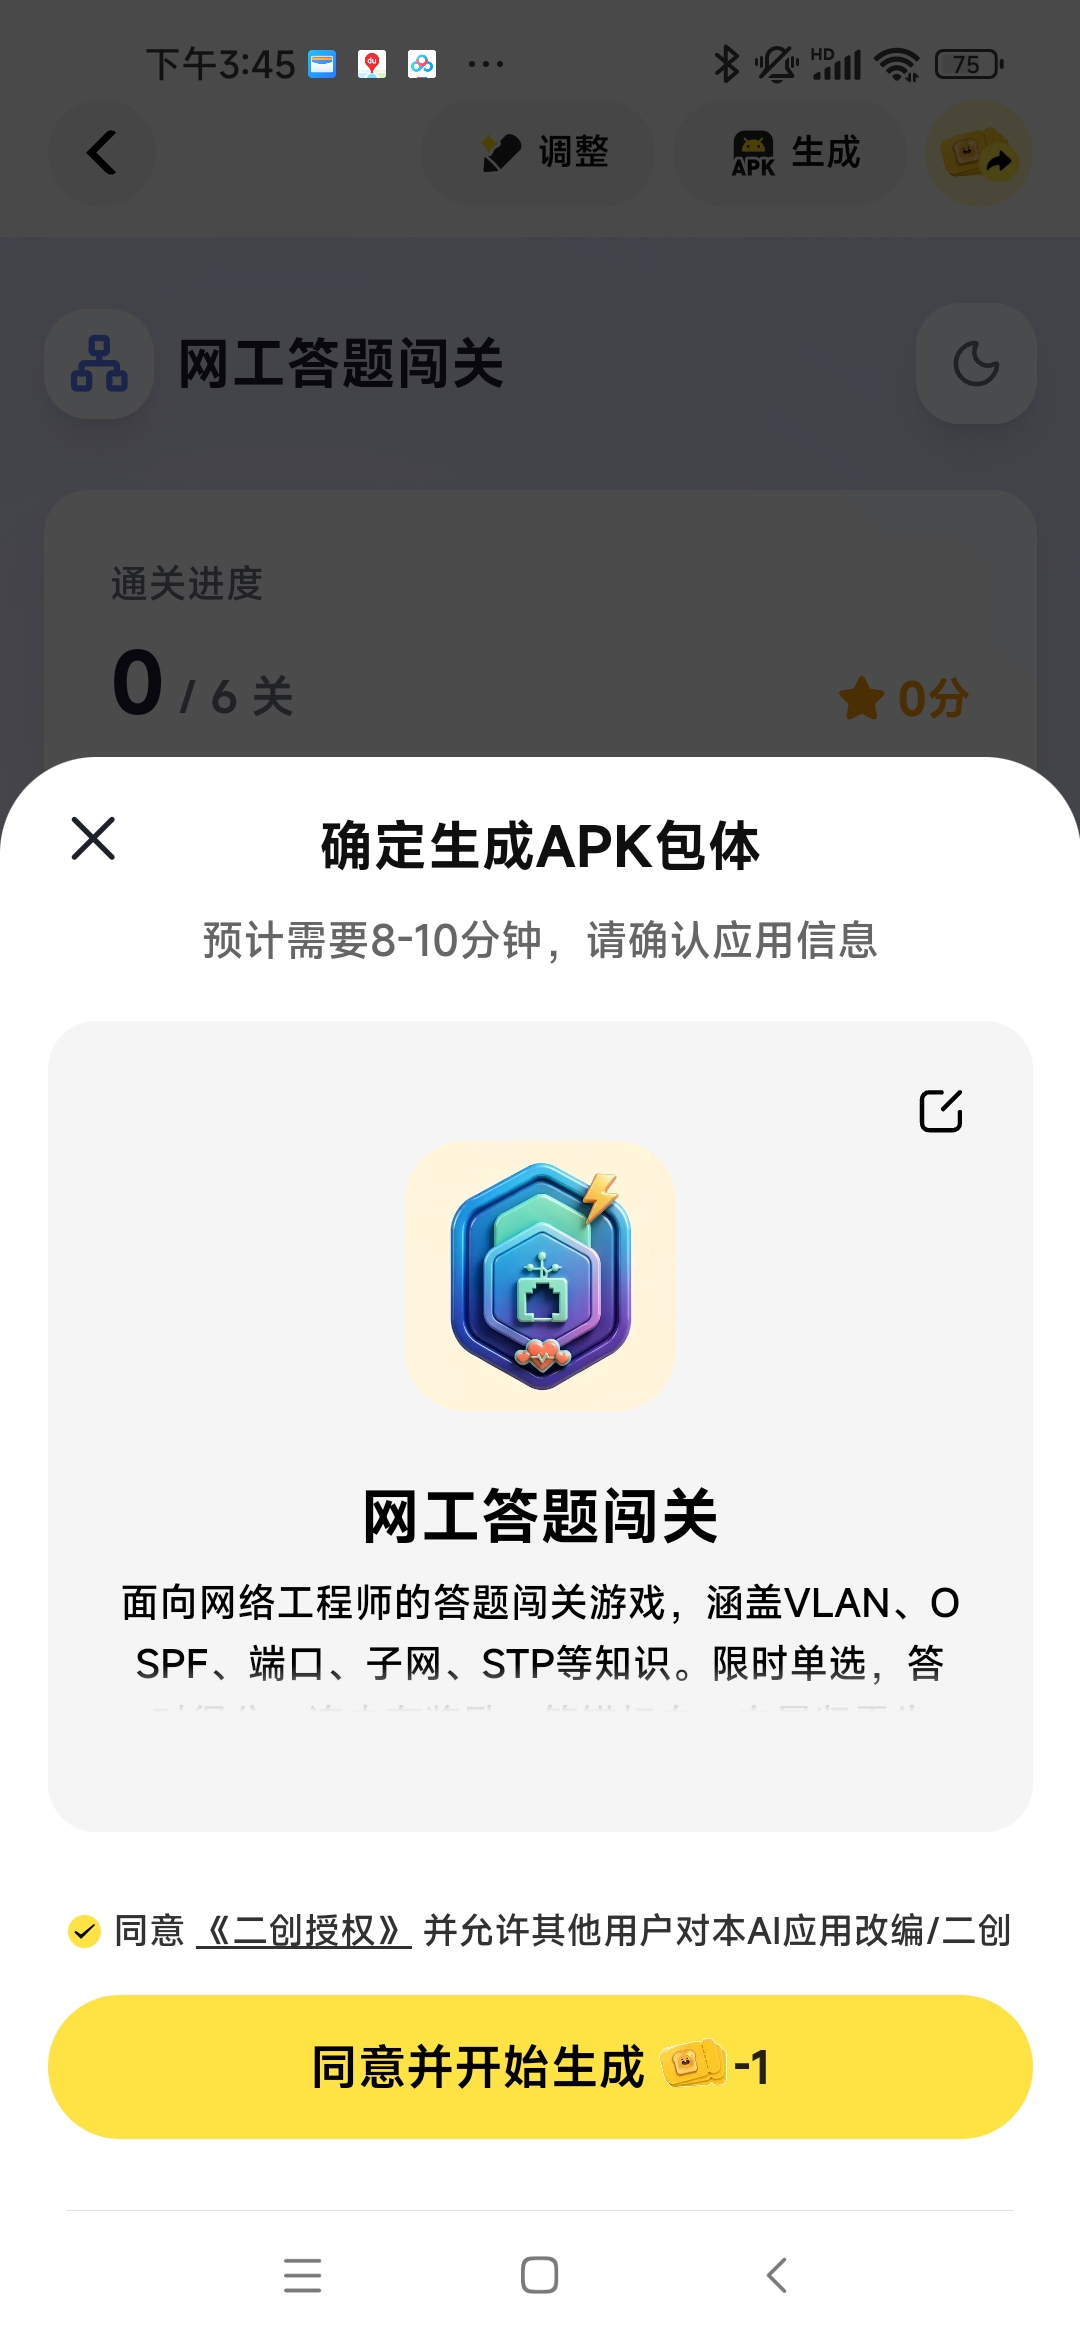 下午3:45
HD
75
调整
APK
生成
网工答题闯关
通关进度
0 / 6 关
0分
确定生成APK包体
预计需要8-10分钟，请确认应用信息
网工答题闯关
面向网络工程师的答题闯关游戏，涵盖VLAN、O
SPF、端口、子网、STP等知识。限时单选，答
同意 《二创授权》 并允许其他用户对本AI应用改编/二创
同意并开始生成 -1